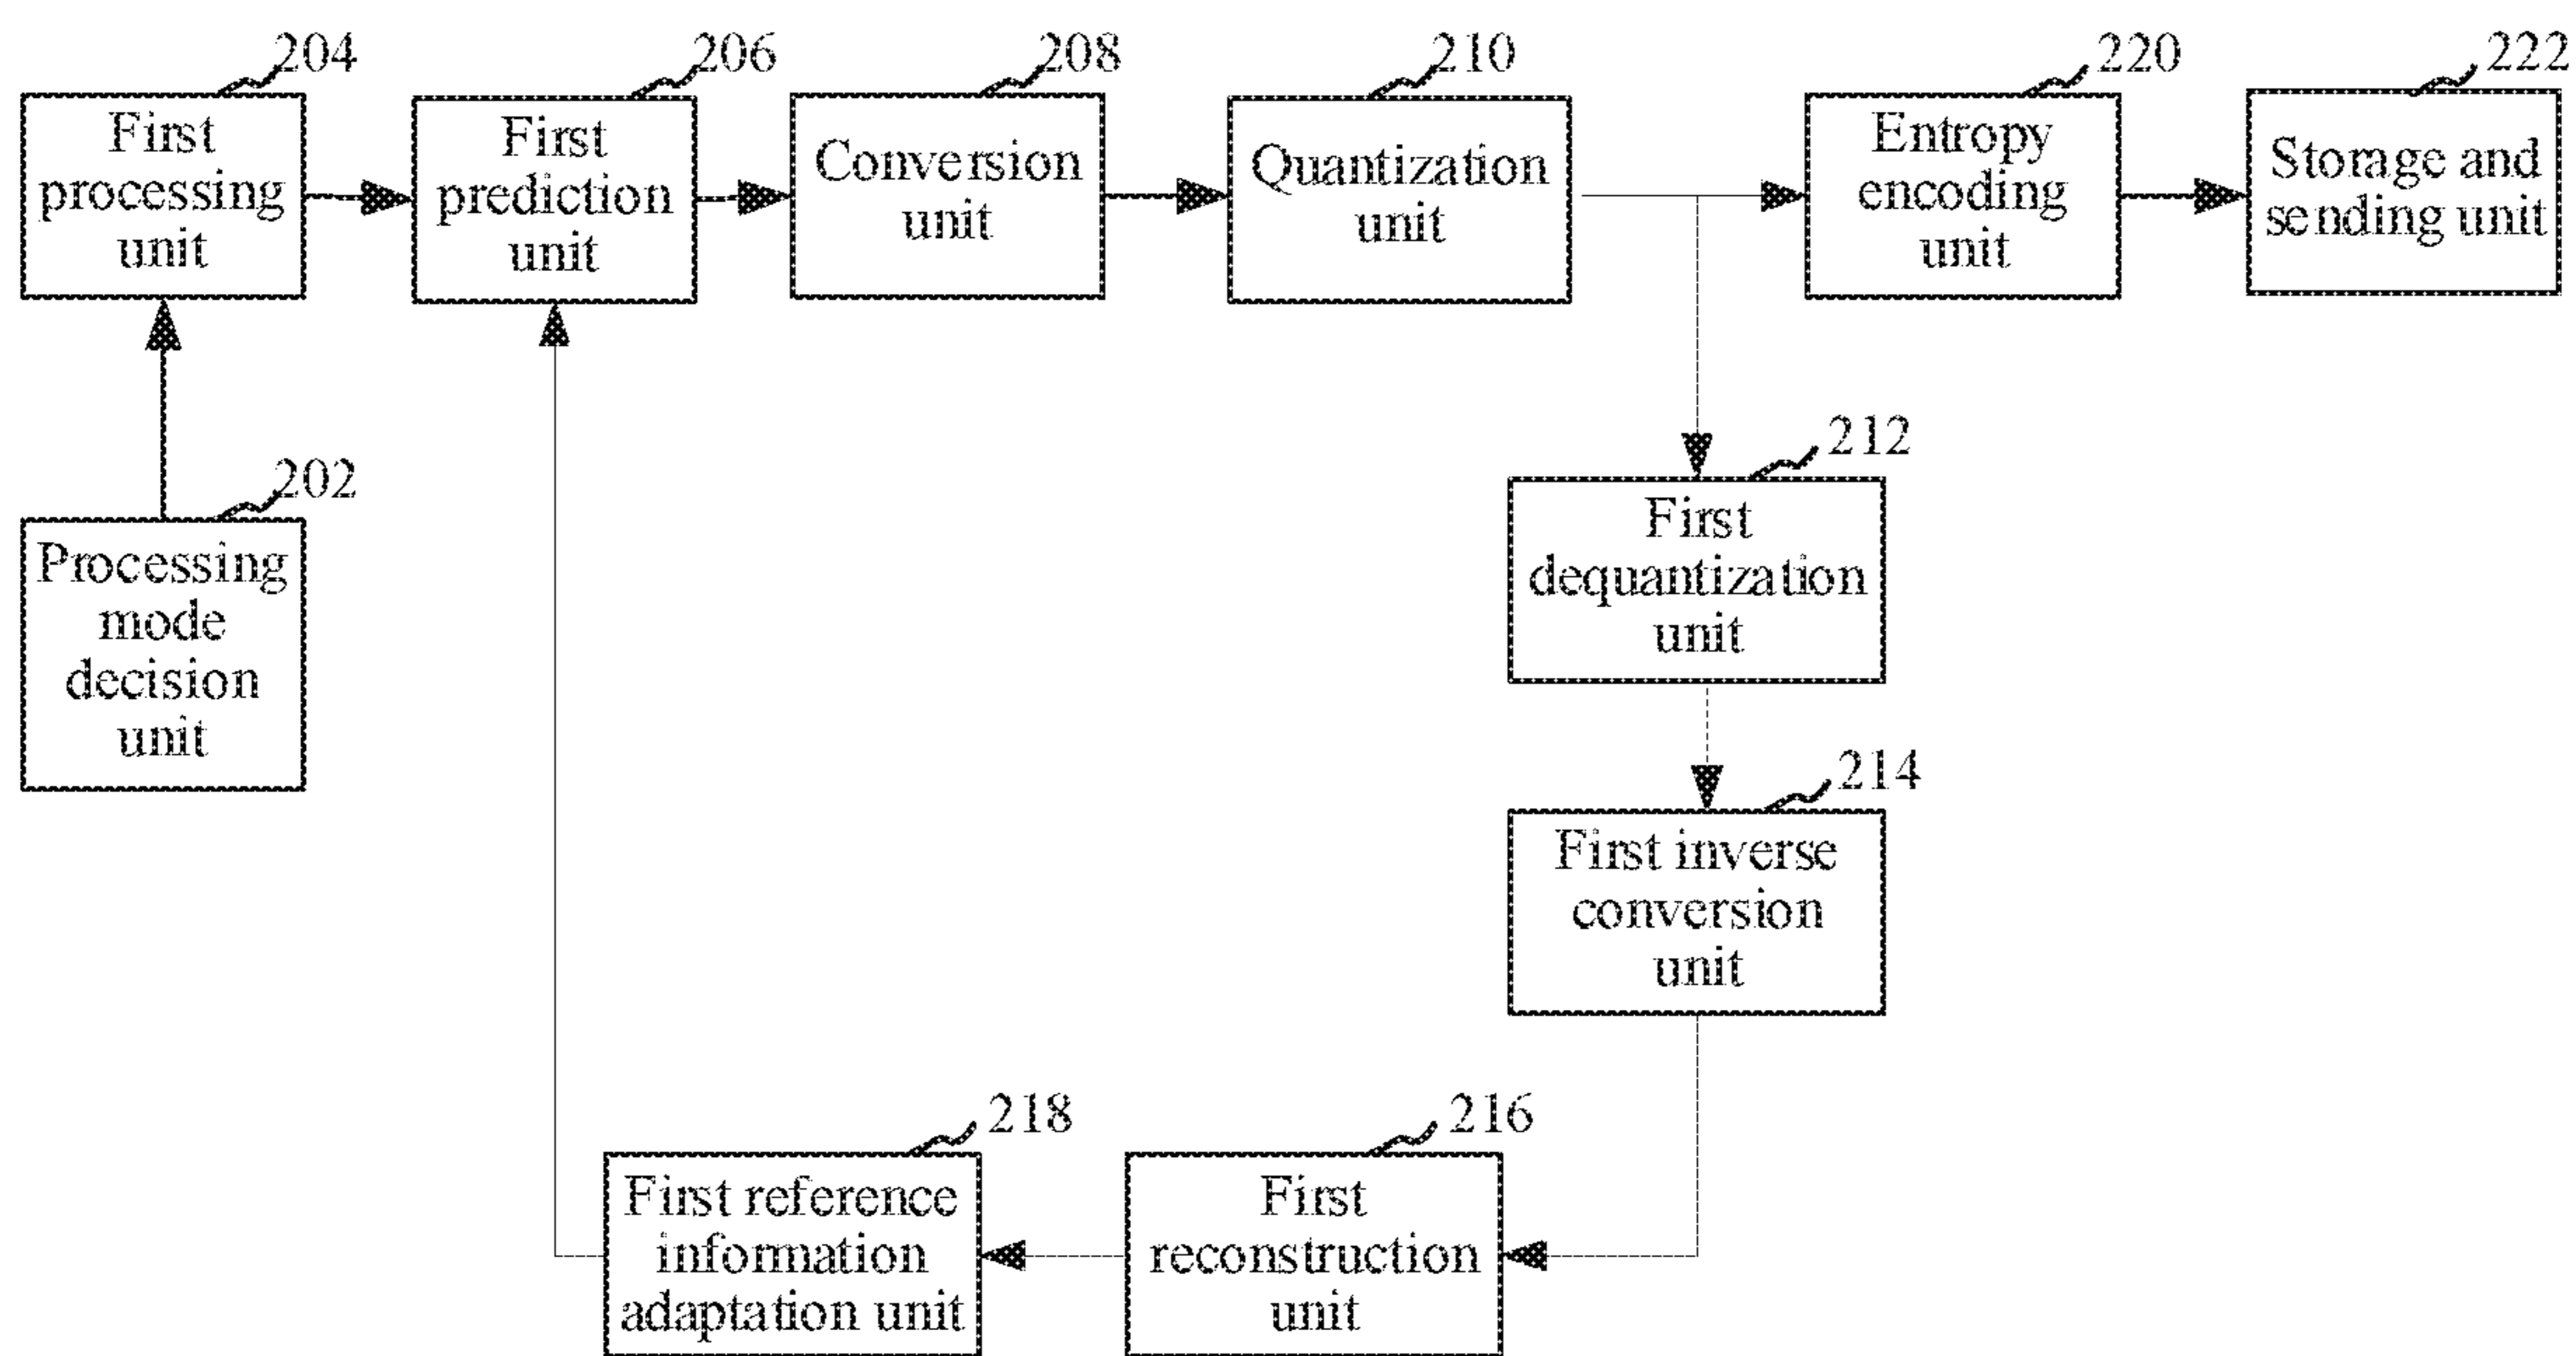 204
206
208
210
220
222
First
processing
unit
First
prediction
unit
Conversion
unit
Quantization
unit
Entropy
encoding
unit
Storage and
sending unit
202
Processing
mode
decision
unit
212
First
dequantization
unit
214
First inverse
conversion
unit
218
216
First reference
information
adaptation unit
First
reconstruction
unit